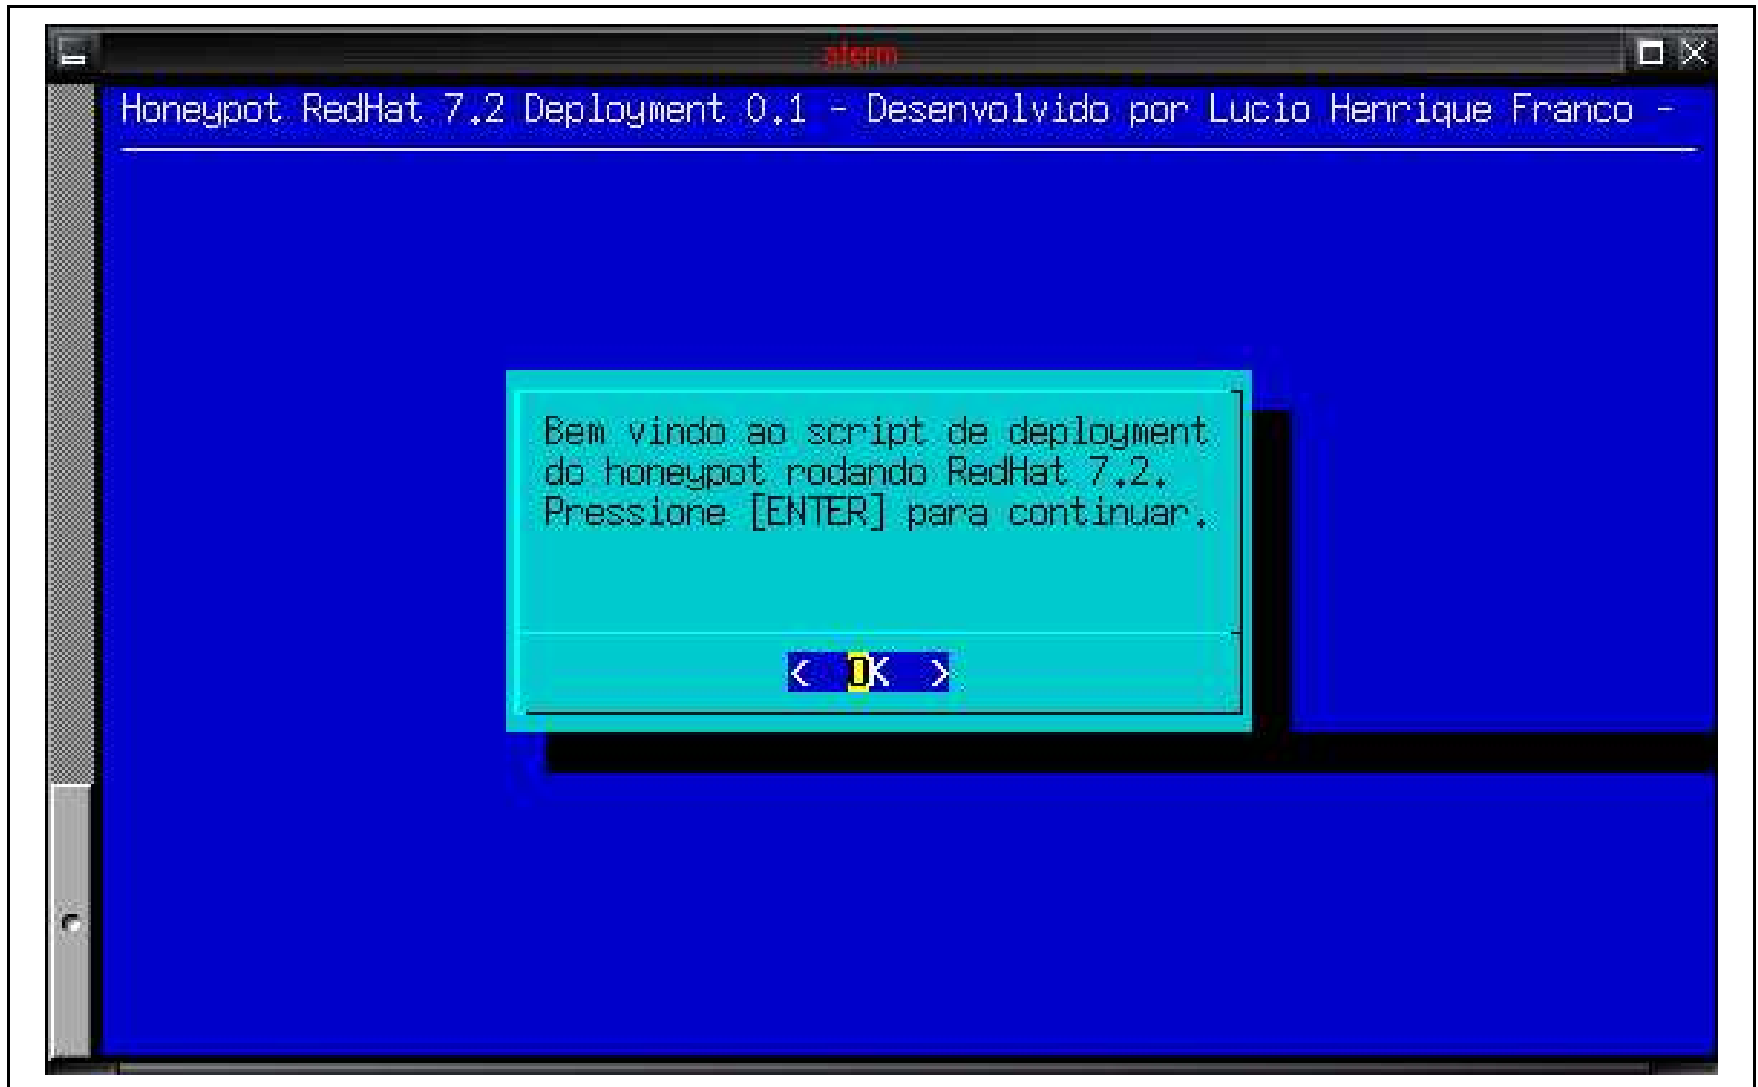 aterm
Honeypot RedHat 7.2 Deployment 0.1 - Desenvolvido por Lucio Henrique Franco -
Bem vindo ao script de deployment
do honeypot rodando RedHat 7.2.
Pressione [ENTER] para continuar.
< OK >